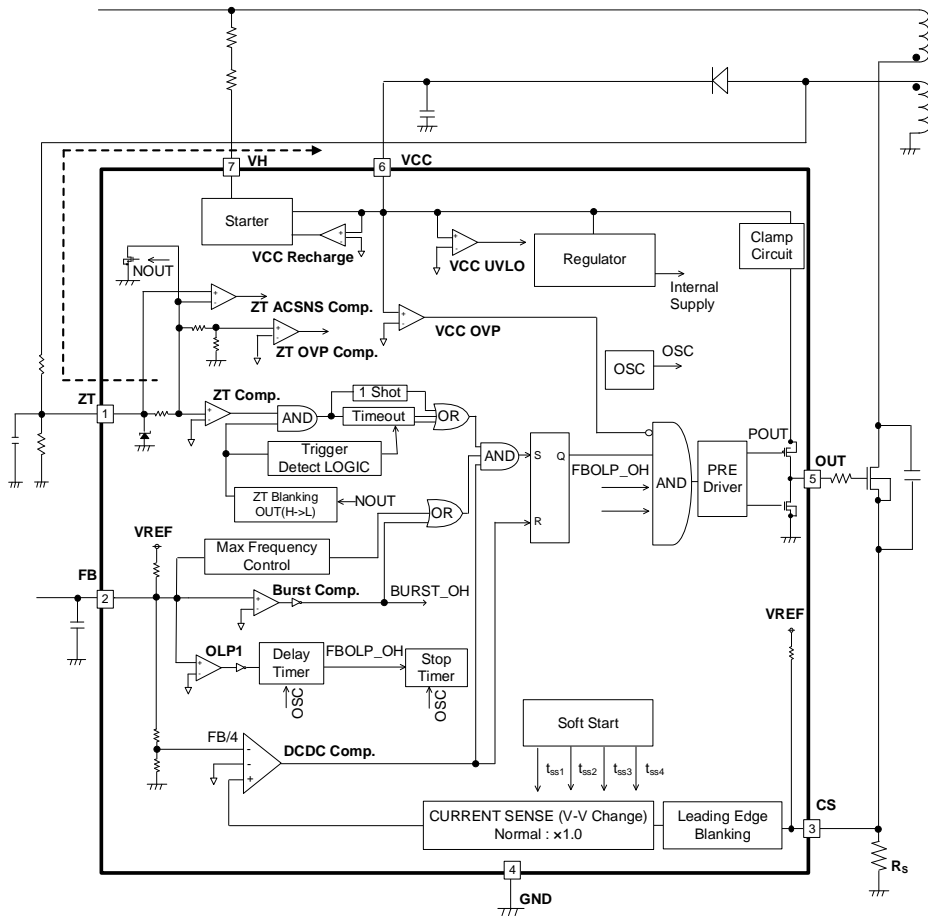 7
VH
6
VCC
Starter
VCC Recharge
VCC UVLO
Regulator
Internal
Supply
Clamp
Circuit
NOUT
ZT ACSNS Comp.
ZT OVP Comp.
VCC OVP
OSC
OSC
ZT
1
ZT Comp.
AND
1 Shot
Timeout
OR
Trigger
Detect LOGIC
AND
S
Q
R
FBOLP_OH
AND
PRE
Driver
POUT
OUT
5
ZT Blanking
OUT(H->L)
NOUT
OR
VREF
Max Frequency
Control
FB
2
Burst Comp.
BURST_OH
VREF
OLP1
Delay
Timer
FBOLP_OH
Stop
Timer
OSC
OSC
Soft Start
FB/4
DCDC Comp.
-
-
+
tss1
tss2
tss3
tss4
CURRENT SENSE (V-V Change)
Normal : ×1.0
Leading Edge
Blanking
CS
3
RS
4
GND